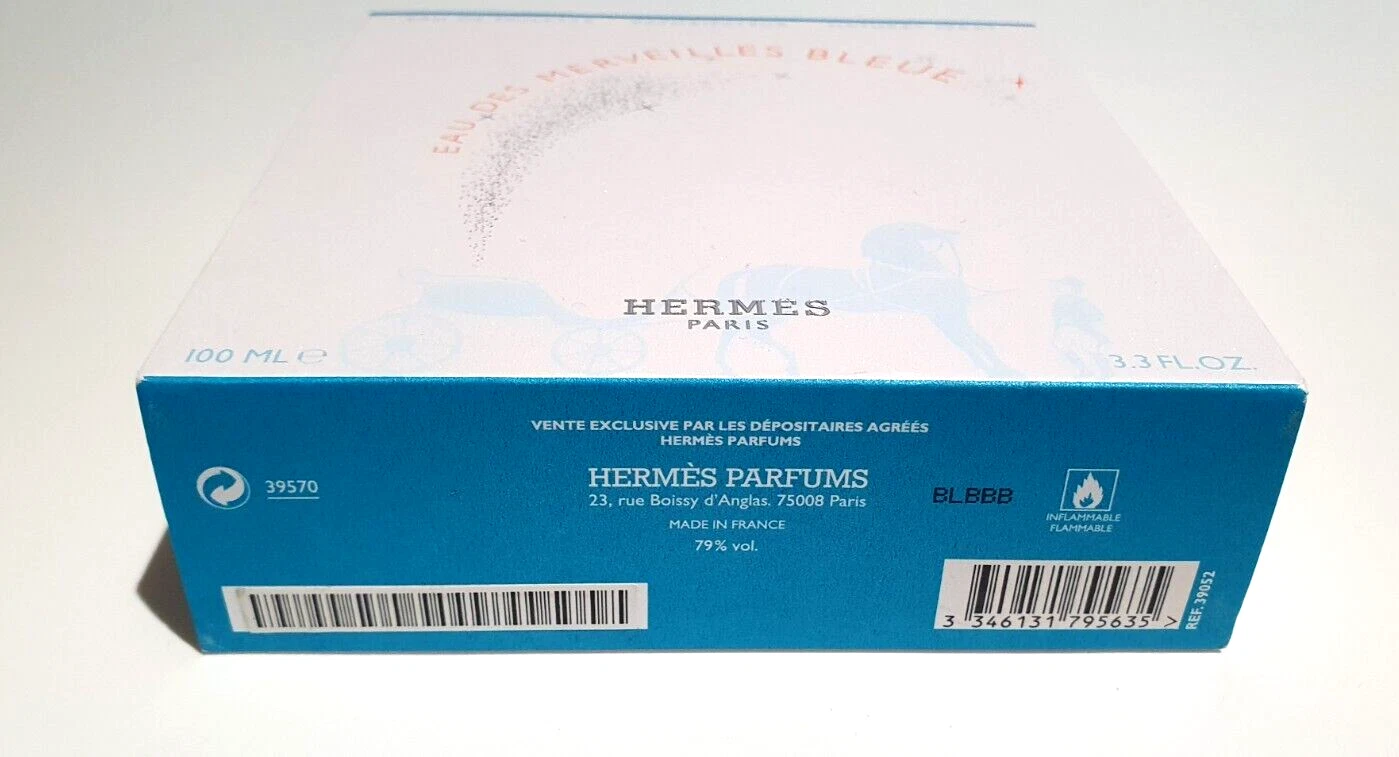 EAU DES MERVEILLES BLEUE
HERMÈS
PARIS
100 ML ℮
3.3 FL.OZ.
VENTE EXCLUSIVE PAR LES DÉPOSITAIRES AGRÉÉS
HERMÈS PARFUMS
HERMÈS PARFUMS
23, rue Boissy d'Anglas. 75008 Paris
MADE IN FRANCE
79% vol.
39570
BLBBB
INFLAMMABLE
FLAMMABLE
3 346131 795635 >
REF. 39052